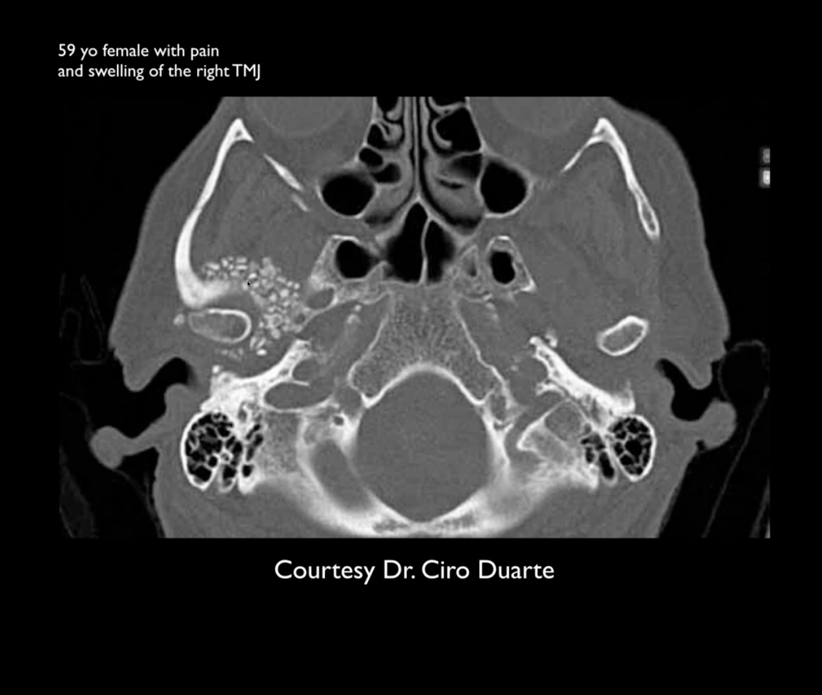 59 yo female with pain
and swelling of the right TMJ
Courtesy Dr. Ciro Duarte